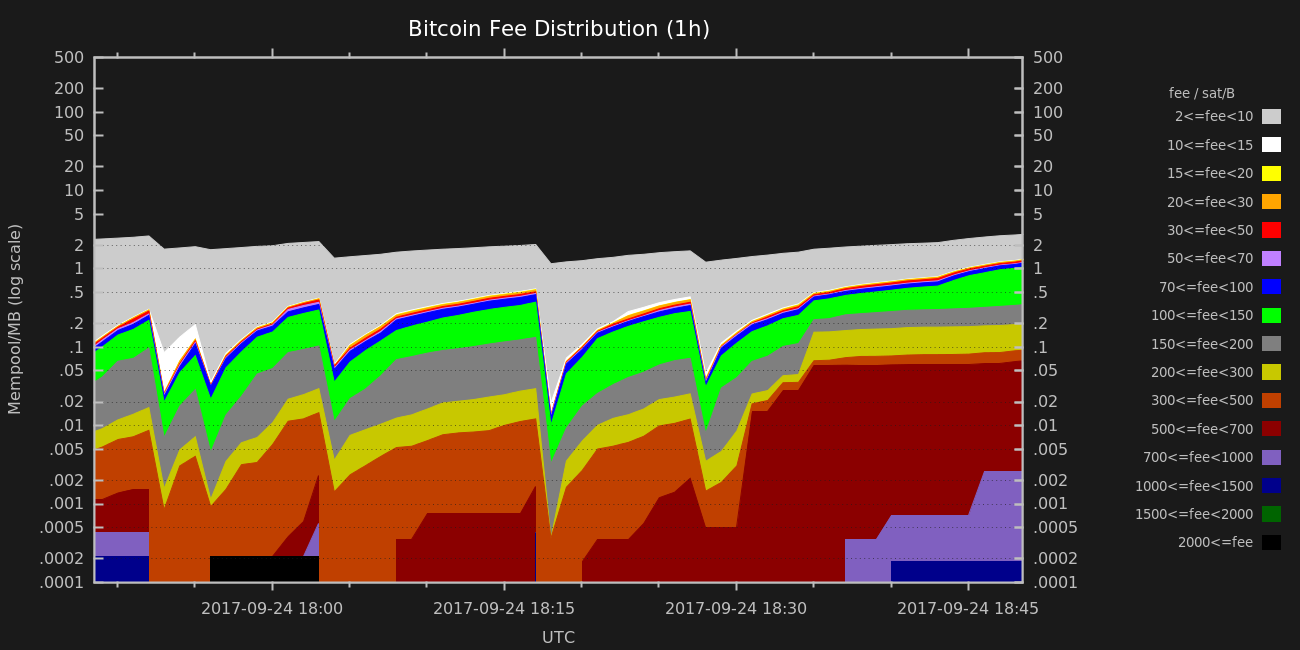 Bitcoin Fee Distribution (1h)
500 500
200 200
100 100
50 50
20 20
10 10
5 5
2 2
1 1
.5 .5
.2 .2
.1 .1
.05 .05
.02 .02
.01 .01
.005 .005
.002 .002
.001 .001
.0005 .0005
.0002 .0002
.0001 .0001
Mempool/MB (log scale)
2017-09-24 18:00 2017-09-24 18:15 2017-09-24 18:30 2017-09-24 18:45
UTC
fee / sat/B
2<=fee<10
10<=fee<15
15<=fee<20
20<=fee<30
30<=fee<50
50<=fee<70
70<=fee<100
100<=fee<150
150<=fee<200
200<=fee<300
300<=fee<500
500<=fee<700
700<=fee<1000
1000<=fee<1500
1500<=fee<2000
2000<=fee